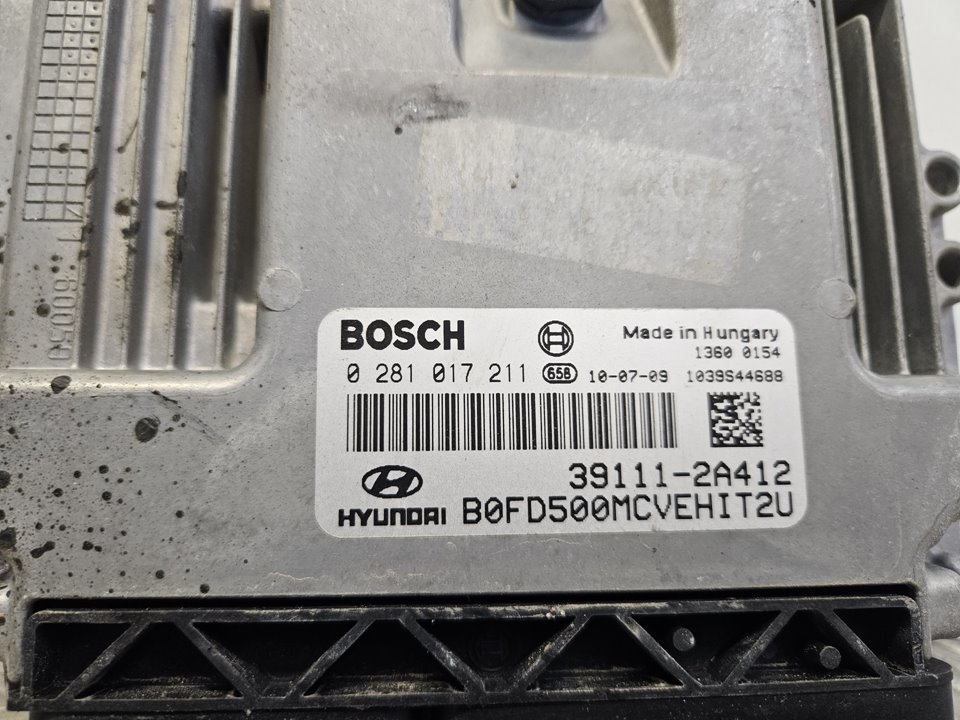 BOSCH
Made in Hungary
1360 0154
0 281 017 211 658 10-07-09 1039S44688
39111-2A412
HYUNDAI B0FD500MCVEHIT2U